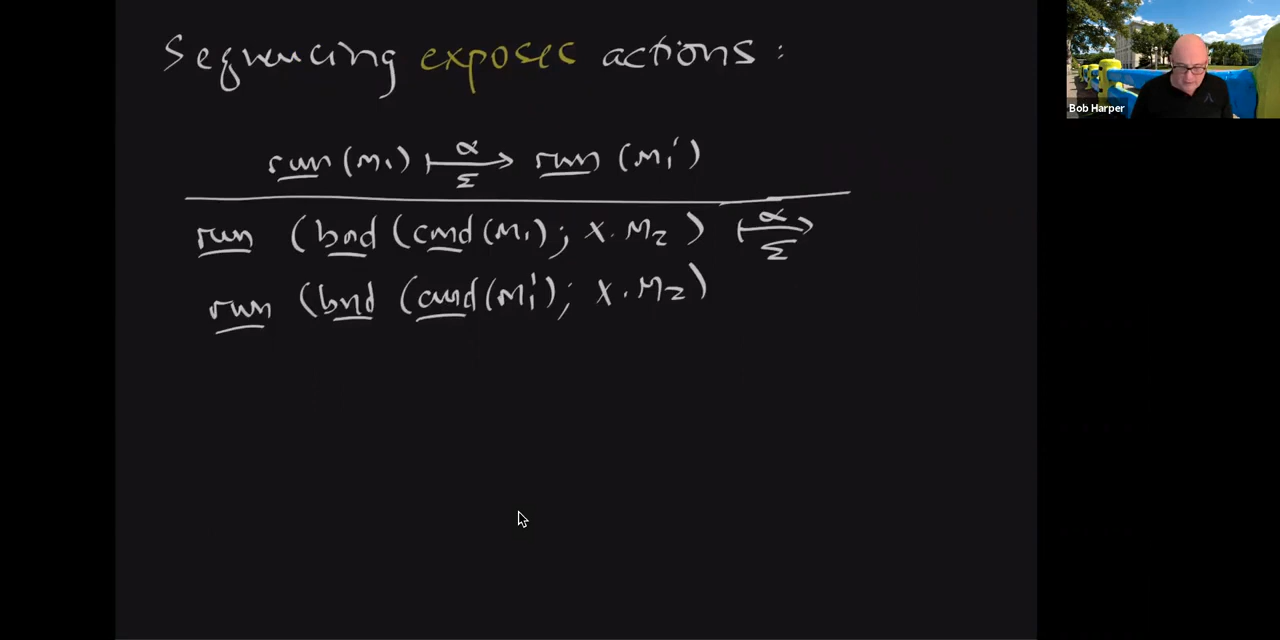 Sequencing exposes actions :
run (m₁) ↦ α Σ run (m₁′)
run (bnd (cmd (m₁) ; x. m₂ ) ↦ α Σ
run (bnd (cmd (m₁′) ; x. m₂ )
Bob Harper